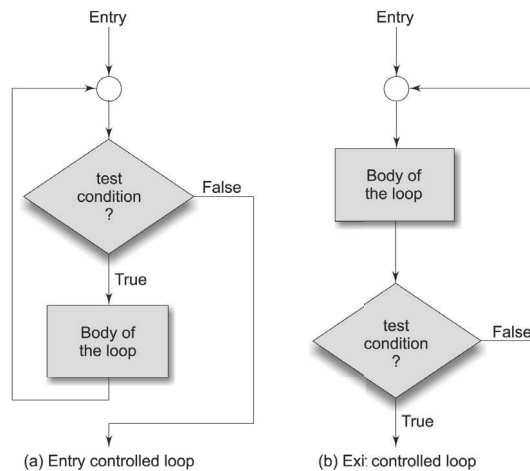 Entry
test
condition
?
False
True
Body of
the loop
(a) Entry controlled loop
Entry
Body of
the loop
test
condition
?
False
True
(b) Exi: controlled loop